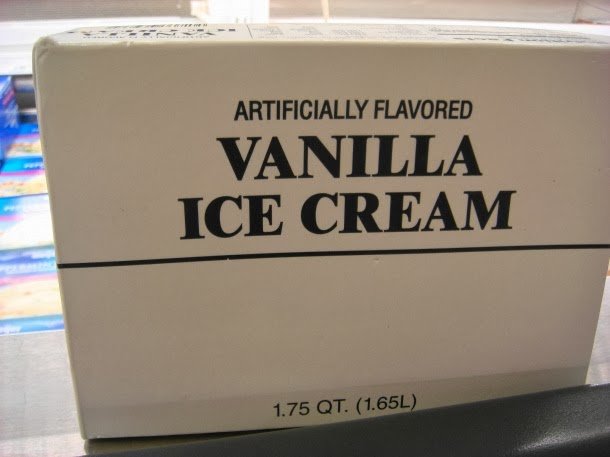 ARTIFICIALLY FLAVORED
VANILLA
ICE CREAM
1.75 QT. (1.65L)